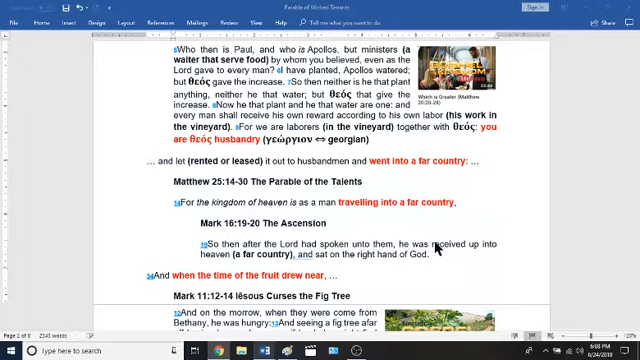 Parable of Wicked Tenants
Sign in
File Home Insert Design Layout References Mailings Review View Help Tell me what you want to do
5Who then is Paul, and who is Apollos, but ministers (a
waiter that serve food) by whom you believed, even as the
Lord gave to every man? 6I have planted, Apollos watered;
but θεός gave the increase. 7So then neither is he that plant
anything, neither he that water; but θεός that give the
increase. 8Now he that plant and he that water are one: and
every man shall receive his own reward according to his own labor (his work in
the vineyard). 9For we are laborers (in the vineyard) together with θεός: you
are θεός husbandry (γεώργιον ⇔ georgian)
Which is Greater (Matthew
20:20-28)
… and let (rented or leased) it out to husbandmen and went into a far country: …
Matthew 25:14-30 The Parable of the Talents
14For the kingdom of heaven is as a man travelling into a far country,
Mark 16:19-20 The Ascension
19So then after the Lord had spoken unto them, he was received up into
heaven (a far country), and sat on the right hand of God.
34And when the time of the fruit drew near, …
Mark 11:12-14 Iēsous Curses the Fig Tree
12And on the morrow, when they were come from
Bethany, he was hungry: 13And seeing a fig tree afar
Page 2 of 8 2243 words
Type here to search
6:00 PM
6/24/2018